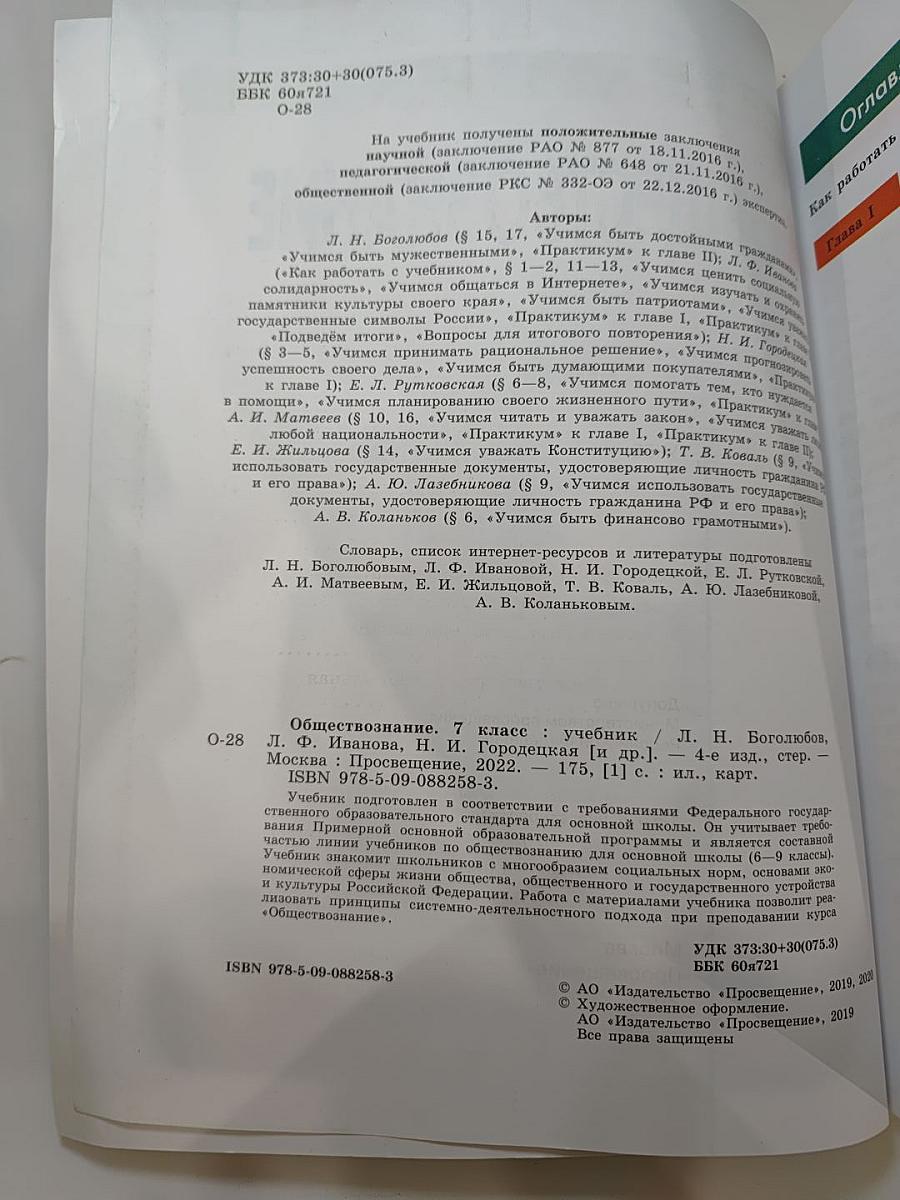 УДК 373:30+30(075.3)
ББК 60я721
О-28
На учебник получены положительные заключения
научной (заключение РАО № 877 от 18.11.2016 г.),
педагогической (заключение РАО № 648 от 21.11.2016 г.),
общественной (заключение РКС № 332-ОЭ от 22.12.2016 г.) экспертиз.
Авторы:
Л. Н. Боголюбов (§ 15, 17, «Учимся быть достойными гражданами»,
«Учимся быть мужественными», «Практикум» к главе II); Л. Ф. Иванова
(«Как работать с учебником», § 1—2, 11—13, «Учимся ценить социальную
солидарность», «Учимся общаться в Интернете», «Учимся изучать и охранять
памятники культуры своего края», «Учимся быть патриотами», «Учимся уважать
государственные символы России», «Практикум» к главе I, «Практикум» к главе
«Подведём итоги», «Вопросы для итогового повторения»); Н. И. Городецкая
(§ 3—5, «Учимся принимать рациональное решение», «Учимся прогнозировать
успешность своего дела», «Учимся быть думающими покупателями», «Практикум»
к главе I); Е. Л. Рутковская (§ 6—8, «Учимся помогать тем, кто нуждается
в помощи», «Учимся планированию своего жизненного пути», «Практикум» к главе
А. И. Матвеев (§ 10, 16, «Учимся читать и уважать закон», «Учимся уважать
любой национальности», «Практикум» к главе I, «Практикум» к главе II);
Е. И. Жильцова (§ 14, «Учимся уважать Конституцию»); Т. В. Коваль (§ 9, «Учимся
использовать государственные документы, удостоверяющие личность гражданина РФ
и его права»); А. Ю. Лазебникова (§ 9, «Учимся использовать государственные
документы, удостоверяющие личность гражданина РФ и его права»);
А. В. Коланьков (§ 6, «Учимся быть финансово грамотными»).
Словарь, список интернет-ресурсов и литературы подготовлены
Л. Н. Боголюбовым, Л. Ф. Ивановой, Н. И. Городецкой, Е. Л. Рутковской,
А. И. Матвеевым, Е. И. Жильцовой, Т. В. Коваль, А. Ю. Лазебниковой,
А. В. Коланьковым.
Обществознание. 7 класс : учебник / Л. Н. Боголюбов,
О-28 Л. Ф. Иванова, Н. И. Городецкая [и др.]. — 4-е изд., стер. —
Москва : Просвещение, 2022. — 175, [1] с. : ил., карт.
ISBN 978-5-09-088258-3.
Учебник подготовлен в соответствии с требованиями Федерального государ-
ственного образовательного стандарта для основной школы. Он учитывает требо-
вания Примерной основной образовательной программы и является составной
частью линии учебников по обществознанию для основной школы (6—9 классы).
Учебник знакомит школьников с многообразием социальных норм, основами эко-
номической сферы жизни общества, общественного и государственного устройства
и культуры Российской Федерации. Работа с материалами учебника позволит реа-
лизовать принципы системно-деятельностного подхода при преподавании курса
«Обществознание».
УДК 373:30+30(075.3)
ББК 60я721
ISBN 978-5-09-088258-3
© АО «Издательство «Просвещение», 2019, 2020
© Художественное оформление.
АО «Издательство «Просвещение», 2019
Все права защищены
Оглав
Как работать
Глава I